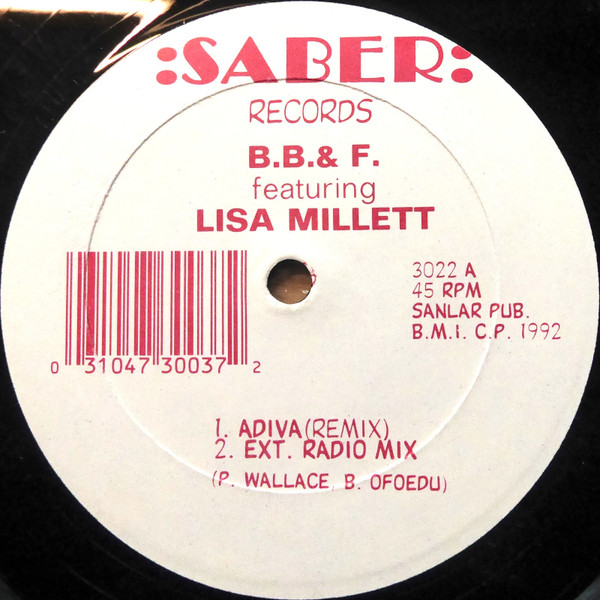 :SABER:
RECORDS
B.B.& F.
featuring
LISA MILLETT
3022 A
45 RPM
SANLAR PUB.
B.M.I. C.P. 1992
0 31047 30037 2
1. ADIVA (REMIX)
2. EXT. RADIO MIX
(P. WALLACE, B. OFOEDU)